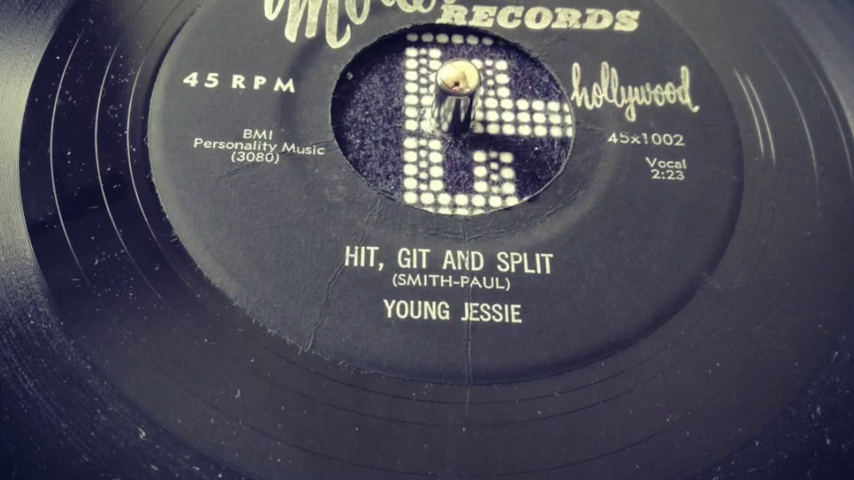 RECORDS
45 RPM
hollywood
45x1002
BMI
Personality Music
(3080)
Vocal
2:23
HIT, GIT AND SPLIT
(SMITH-PAUL)
YOUNG JESSIE